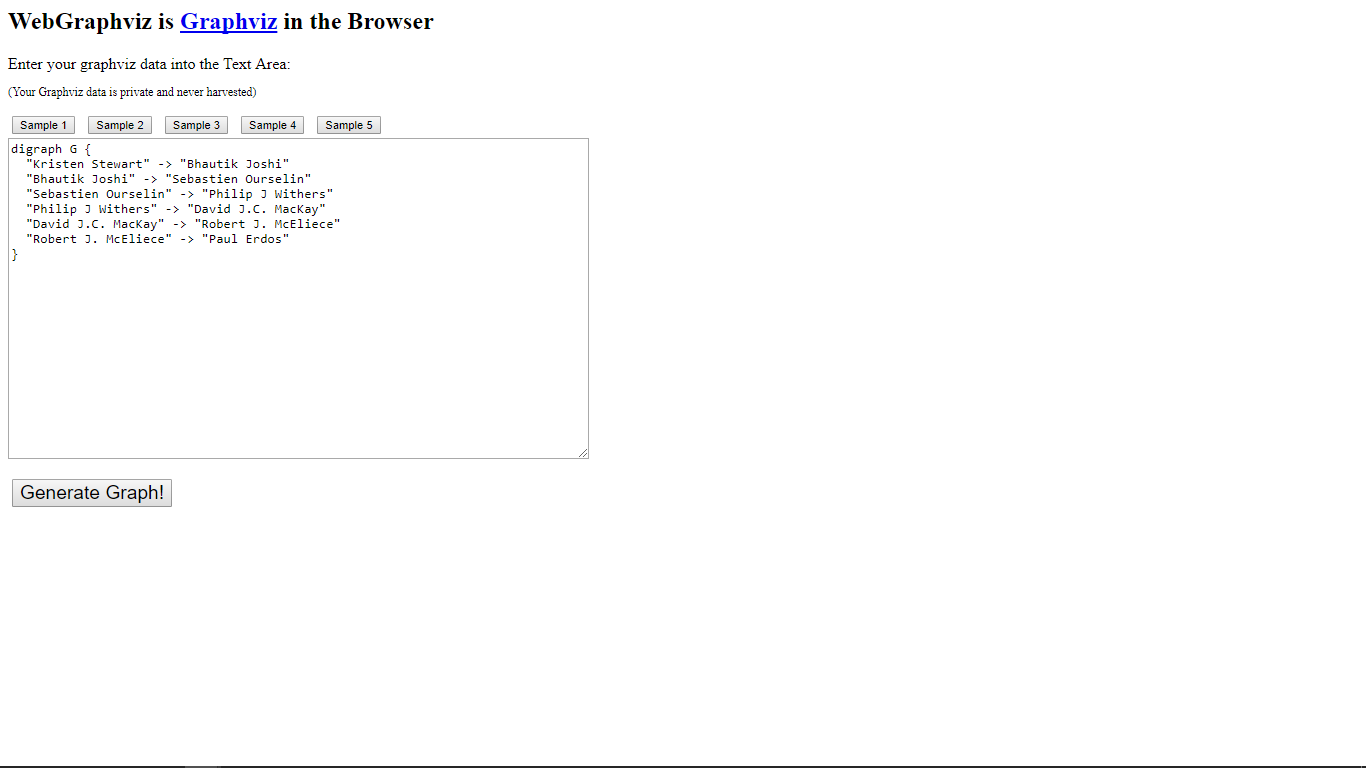 WebGraphviz is Graphviz in the Browser
Enter your graphviz data into the Text Area:
(Your Graphviz data is private and never harvested)
Sample 1 Sample 2 Sample 3 Sample 4 Sample 5
digraph G {
  "Kristen Stewart" -> "Bhautik Joshi"
  "Bhautik Joshi" -> "Sebastien Ourselin"
  "Sebastien Ourselin" -> "Philip J Withers"
  "Philip J Withers" -> "David J.C. MacKay"
  "David J.C. MacKay" -> "Robert J. McEliece"
  "Robert J. McEliece" -> "Paul Erdos"
}
Generate Graph!